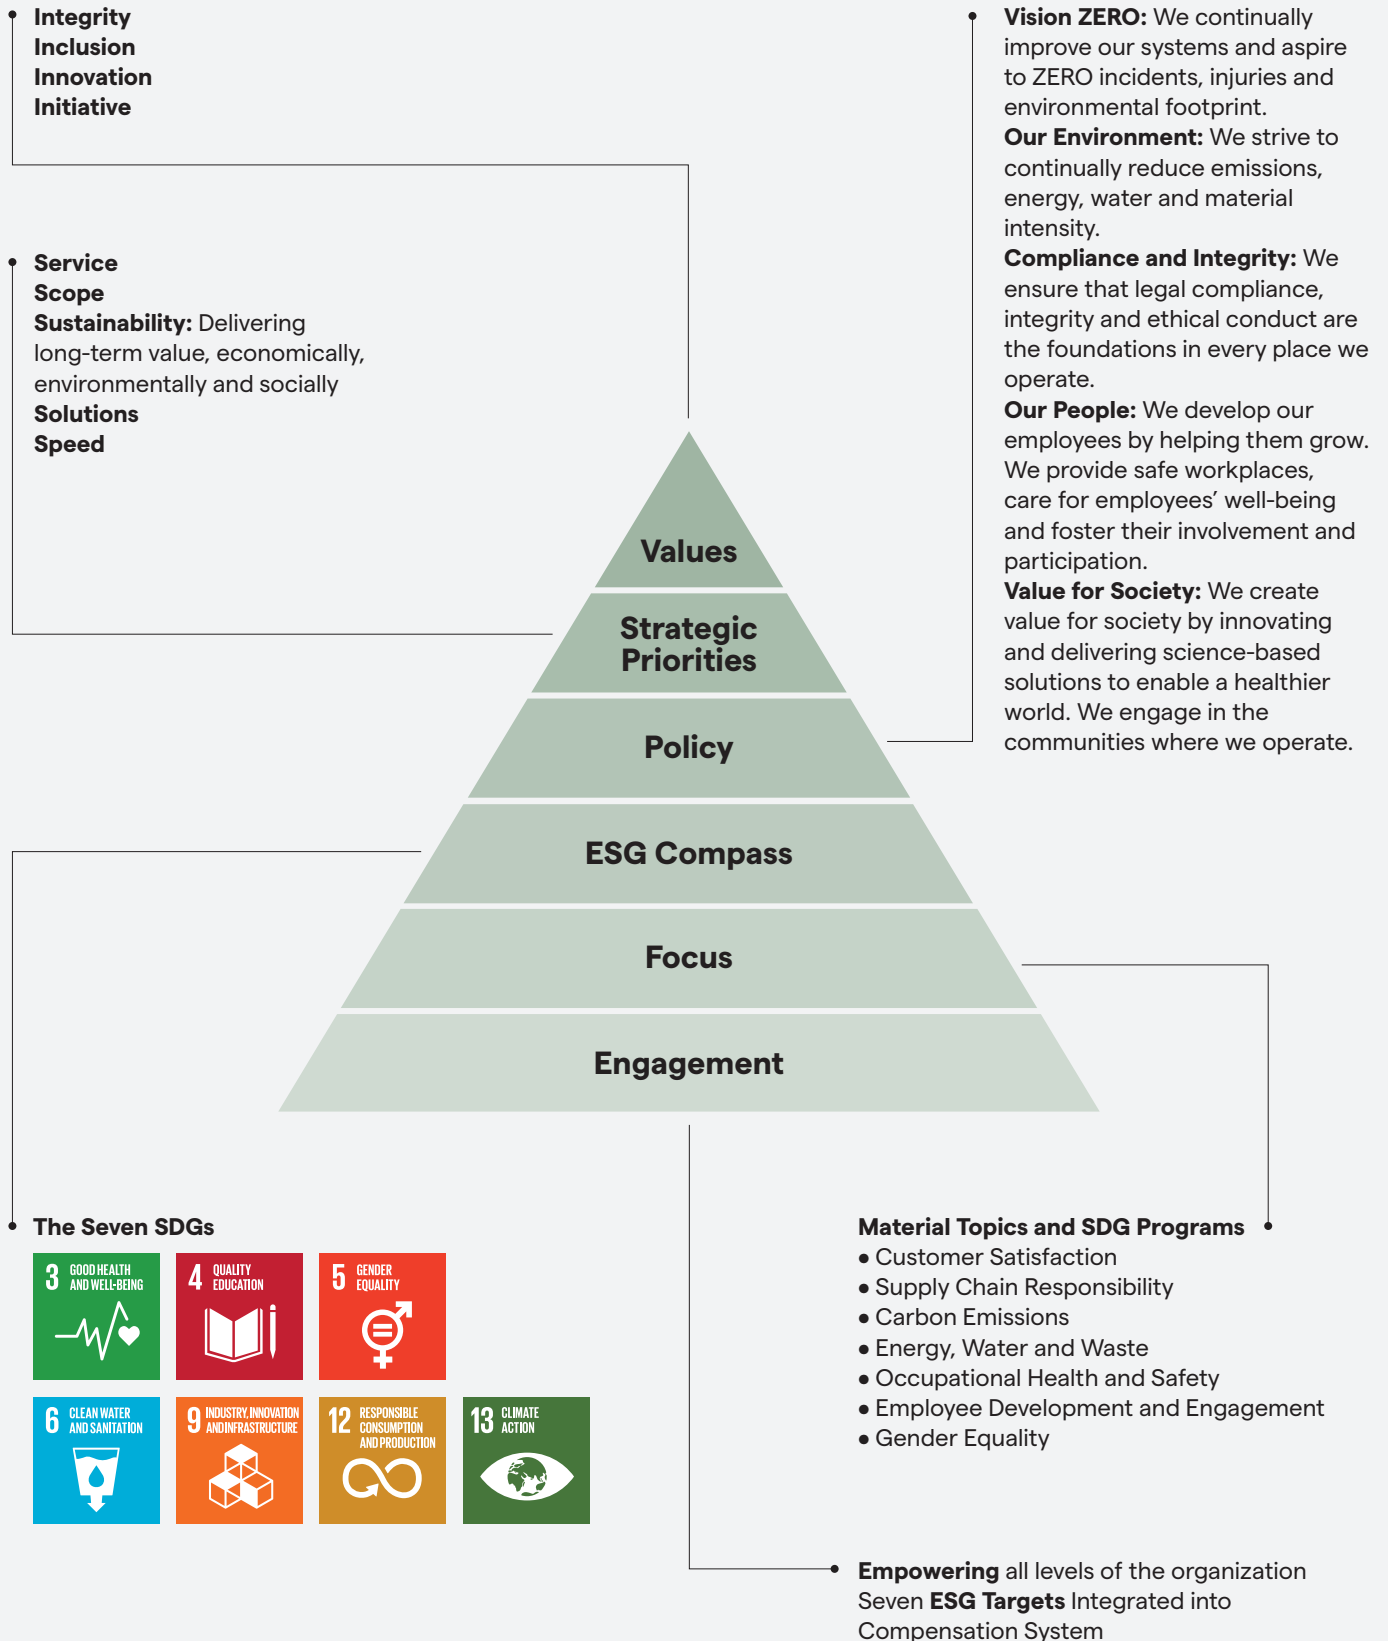 Integrity
Inclusion
Innovation
Initiative
Service
Scope
Sustainability: Delivering
long-term value, economically,
environmentally and socially
Solutions
Speed
Vision ZERO: We continually
improve our systems and aspire
to ZERO incidents, injuries and
environmental footprint.
Our Environment: We strive to
continually reduce emissions,
energy, water and material
intensity.
Compliance and Integrity: We
ensure that legal compliance,
integrity and ethical conduct are
the foundations in every place we
operate.
Our People: We develop our
employees by helping them grow.
We provide safe workplaces,
care for employees’ well-being
and foster their involvement and
participation.
Value for Society: We create
value for society by innovating
and delivering science-based
solutions to enable a healthier
world. We engage in the
communities where we operate.
Values
Strategic
Priorities
Policy
ESG Compass
Focus
Engagement
The Seven SDGs
3 GOOD HEALTH
AND WELL-BEING
4 QUALITY
EDUCATION
5 GENDER
EQUALITY
6 CLEAN WATER
AND SANITATION
9 INDUSTRY, INNOVATION
AND INFRASTRUCTURE
12 RESPONSIBLE
CONSUMPTION
AND PRODUCTION
13 CLIMATE
ACTION
Material Topics and SDG Programs
• Customer Satisfaction
• Supply Chain Responsibility
• Carbon Emissions
• Energy, Water and Waste
• Occupational Health and Safety
• Employee Development and Engagement
• Gender Equality
Empowering all levels of the organization
Seven ESG Targets Integrated into
Compensation System